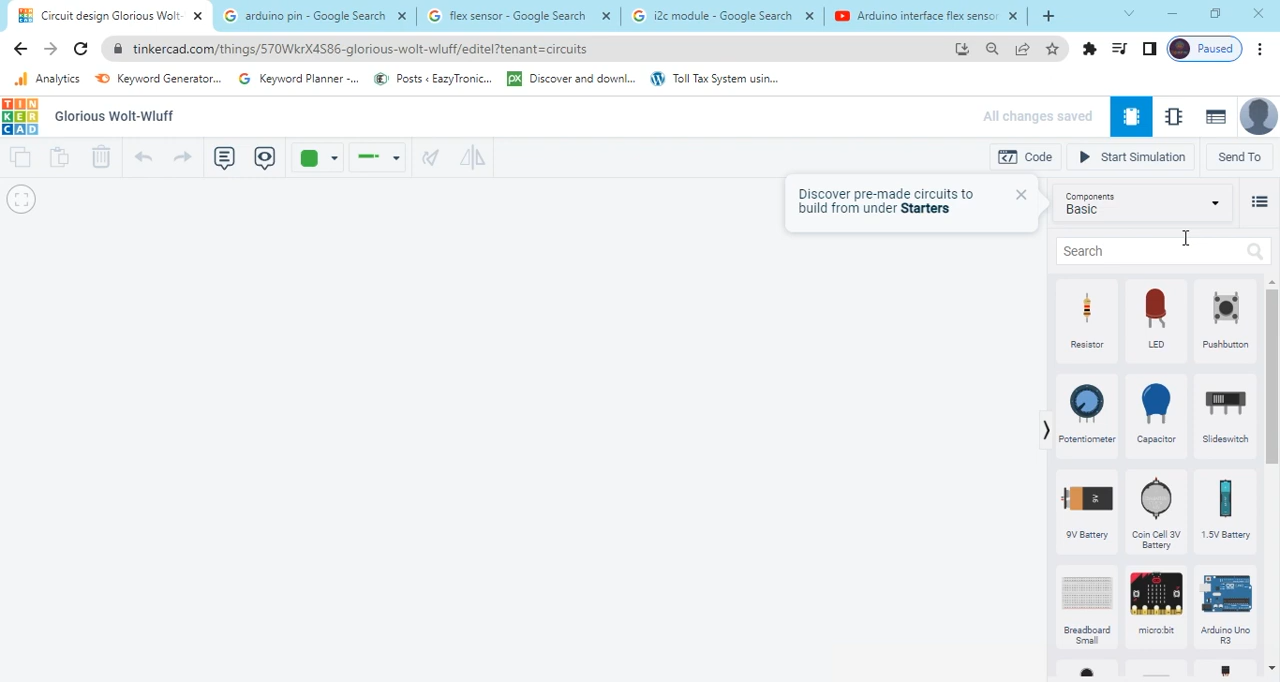 Circuit design Glorious Wolt-
arduino pin - Google Search
flex sensor - Google Search
i2c module - Google Search
Arduino interface flex sensor
tinkercad.com/things/570WkrX4S86-glorious-wolt-wluff/editel?tenant=circuits
Paused
Analytics
Keyword Generator...
Keyword Planner -...
Posts ‹ Eazytronic...
Discover and downl...
Toll Tax System usin...
TIN
KER
CAD
Glorious Wolt-Wluff
All changes saved
Code
Start Simulation
Send To
Discover pre-made circuits to
build from under Starters
Components
Basic
Search
Resistor
LED
Pushbutton
Potentiometer
Capacitor
Slideswitch
9V
9V Battery
Coin Cell 3V
Battery
1.5V Battery
Breadboard
Small
micro:bit
Arduino Uno
R3